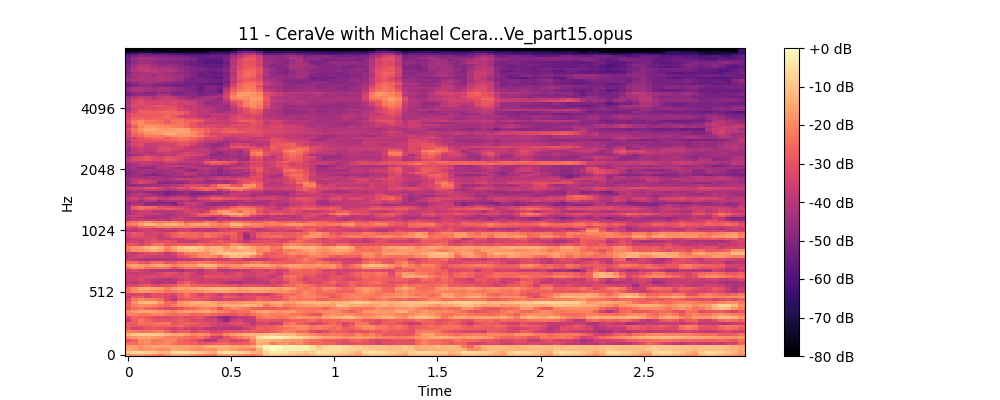 11 - CeraVe with Michael Cera...Ve_part15.opus
Hz
4096
2048
1024
512
0
0
0.5
1
1.5
2
2.5
Time
+0 dB
-10 dB
-20 dB
-30 dB
-40 dB
-50 dB
-60 dB
-70 dB
-80 dB